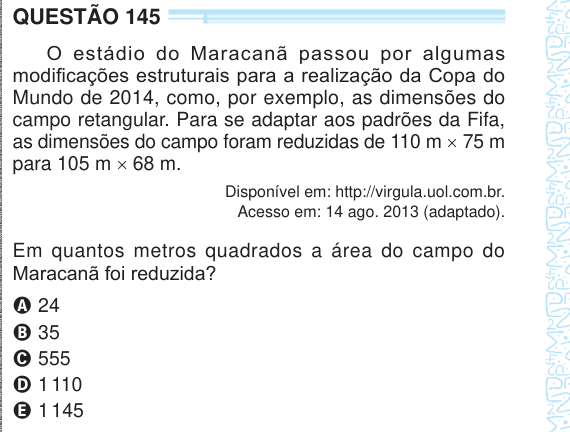 QUESTÃO 145
O estádio do Maracanã passou por algumas
modificações estruturais para a realização da Copa do
Mundo de 2014, como, por exemplo, as dimensões do
campo retangular. Para se adaptar aos padrões da Fifa,
as dimensões do campo foram reduzidas de 110 m × 75 m
para 105 m × 68 m.
Disponível em: http://virgula.uol.com.br.
Acesso em: 14 ago. 2013 (adaptado).
Em quantos metros quadrados a área do campo do
Maracanã foi reduzida?
A 24
B 35
C 555
D 1 110
E 1 145